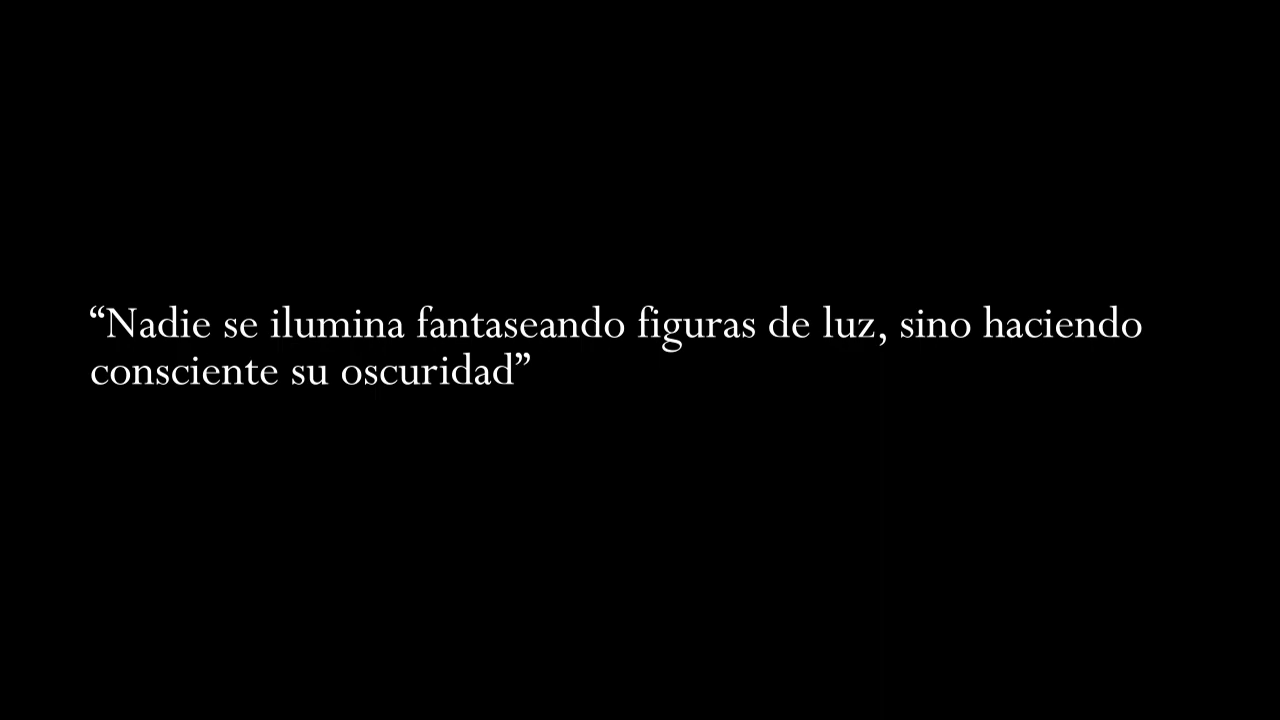 “Nadie se ilumina fantaseando figuras de luz, sino haciendo
consciente su oscuridad”